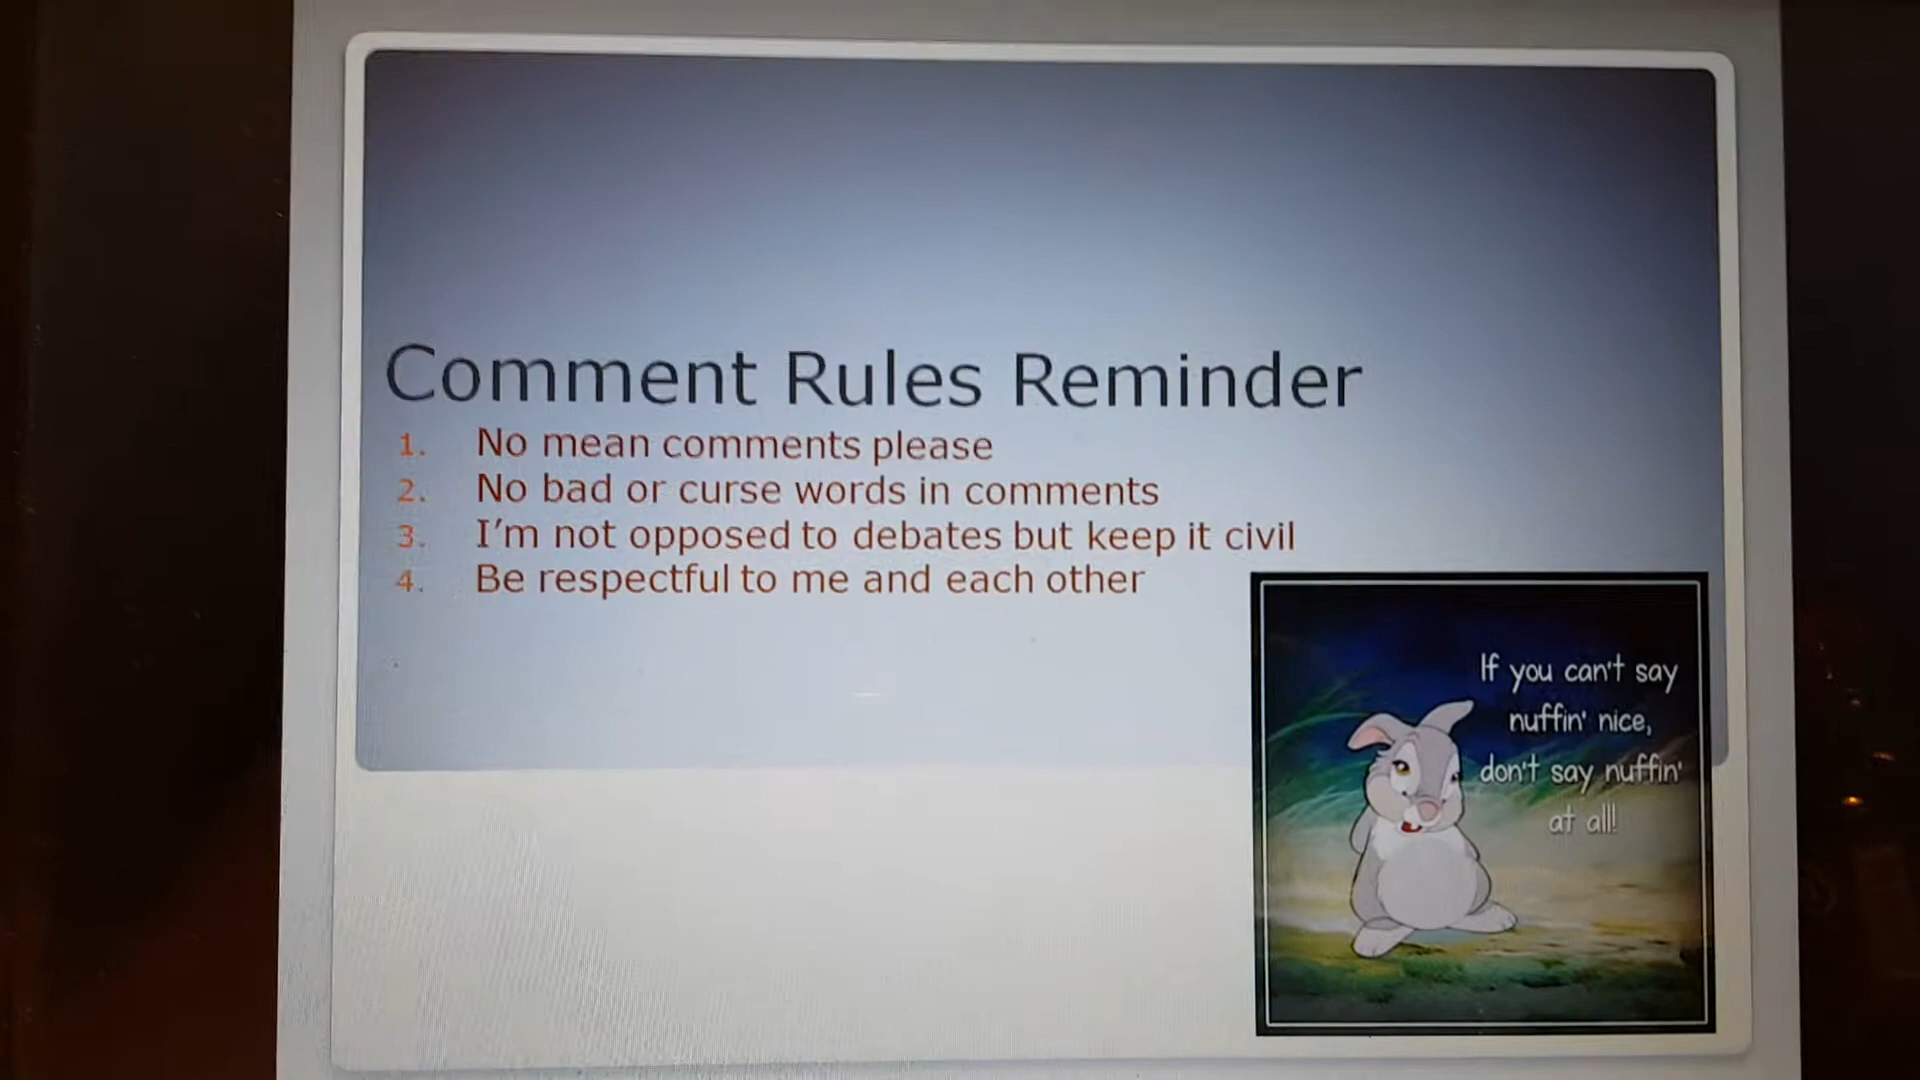 Comment Rules Reminder
1. No mean comments please
2. No bad or curse words in comments
3. I'm not opposed to debates but keep it civil
4. Be respectful to me and each other
If you can't say
nuffin' nice,
don't say nuffin'
at all!